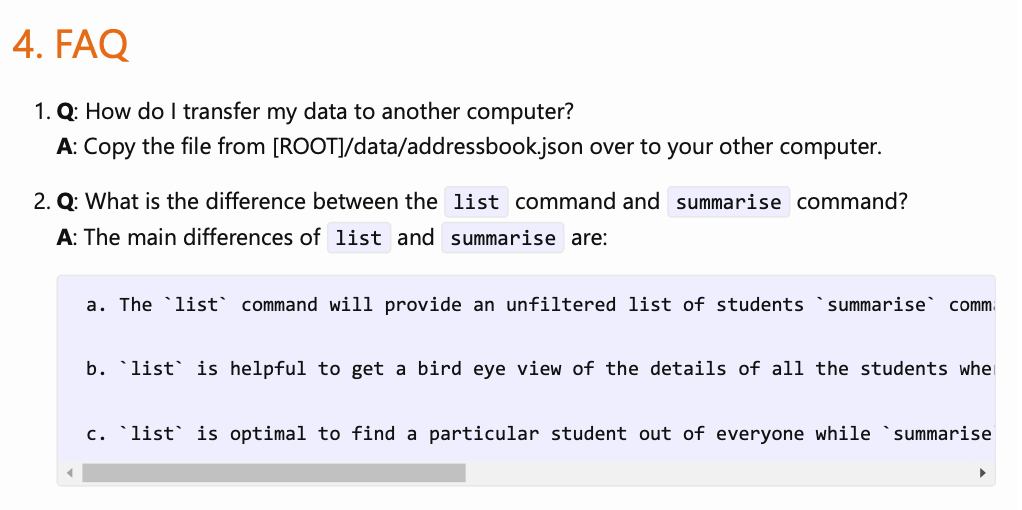 4. FAQ
1. Q: How do I transfer my data to another computer?
A: Copy the file from [ROOT]/data/addressbook.json over to your other computer.
2. Q: What is the difference between the list command and summarise command?
A: The main differences of list and summarise are:
a. The `list` command will provide an unfiltered list of students `summarise` comm
b. `list` is helpful to get a bird eye view of the details of all the students whe
c. `list` is optimal to find a particular student out of everyone while `summarise